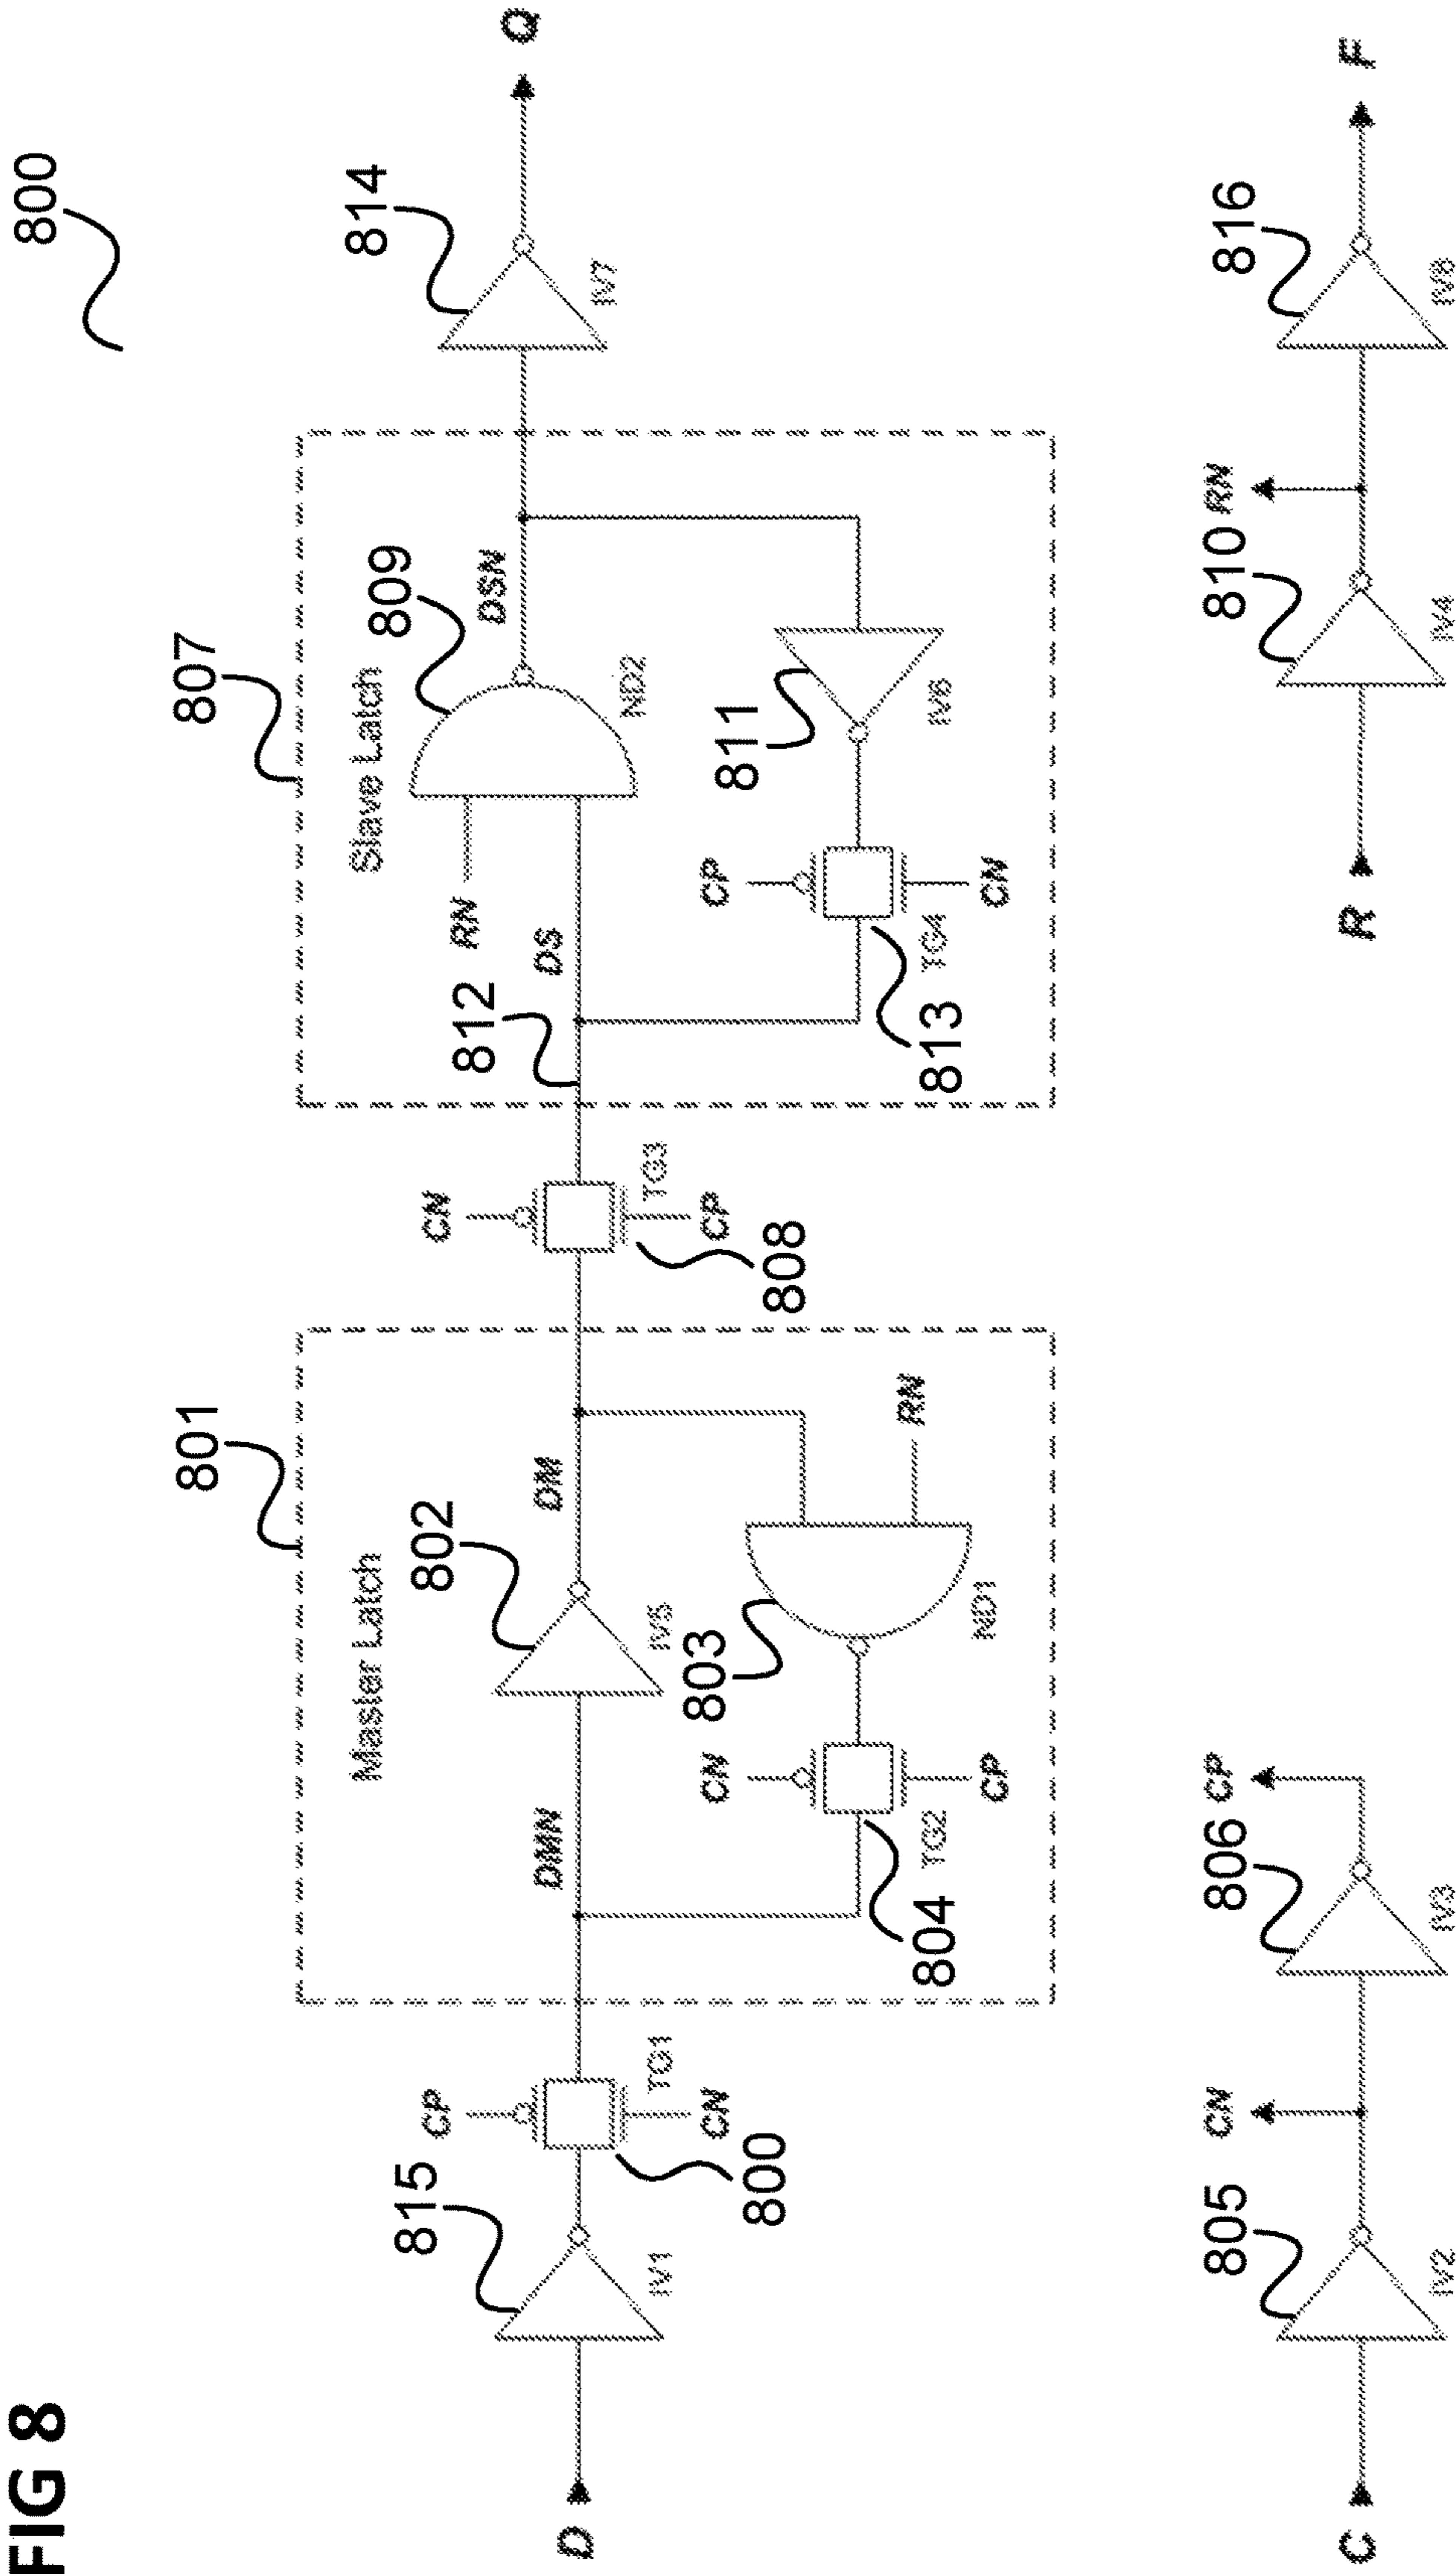 FIG 8
800
801
Master Latch
807
Slave Latch
D
815
IV1
CP
TG1
CN
800
DMN
802
IV5
DM
803
ND1
RN
CN
TG2
CP
804
CN
TG3
CP
808
812
DS
RN
809
ND2
DSN
811
IV6
CP
TG4
CN
813
814
IV7
Q
C
805
IV2
CN
806
IV3
CP
R
810
IV4
RN
816
IV8
F